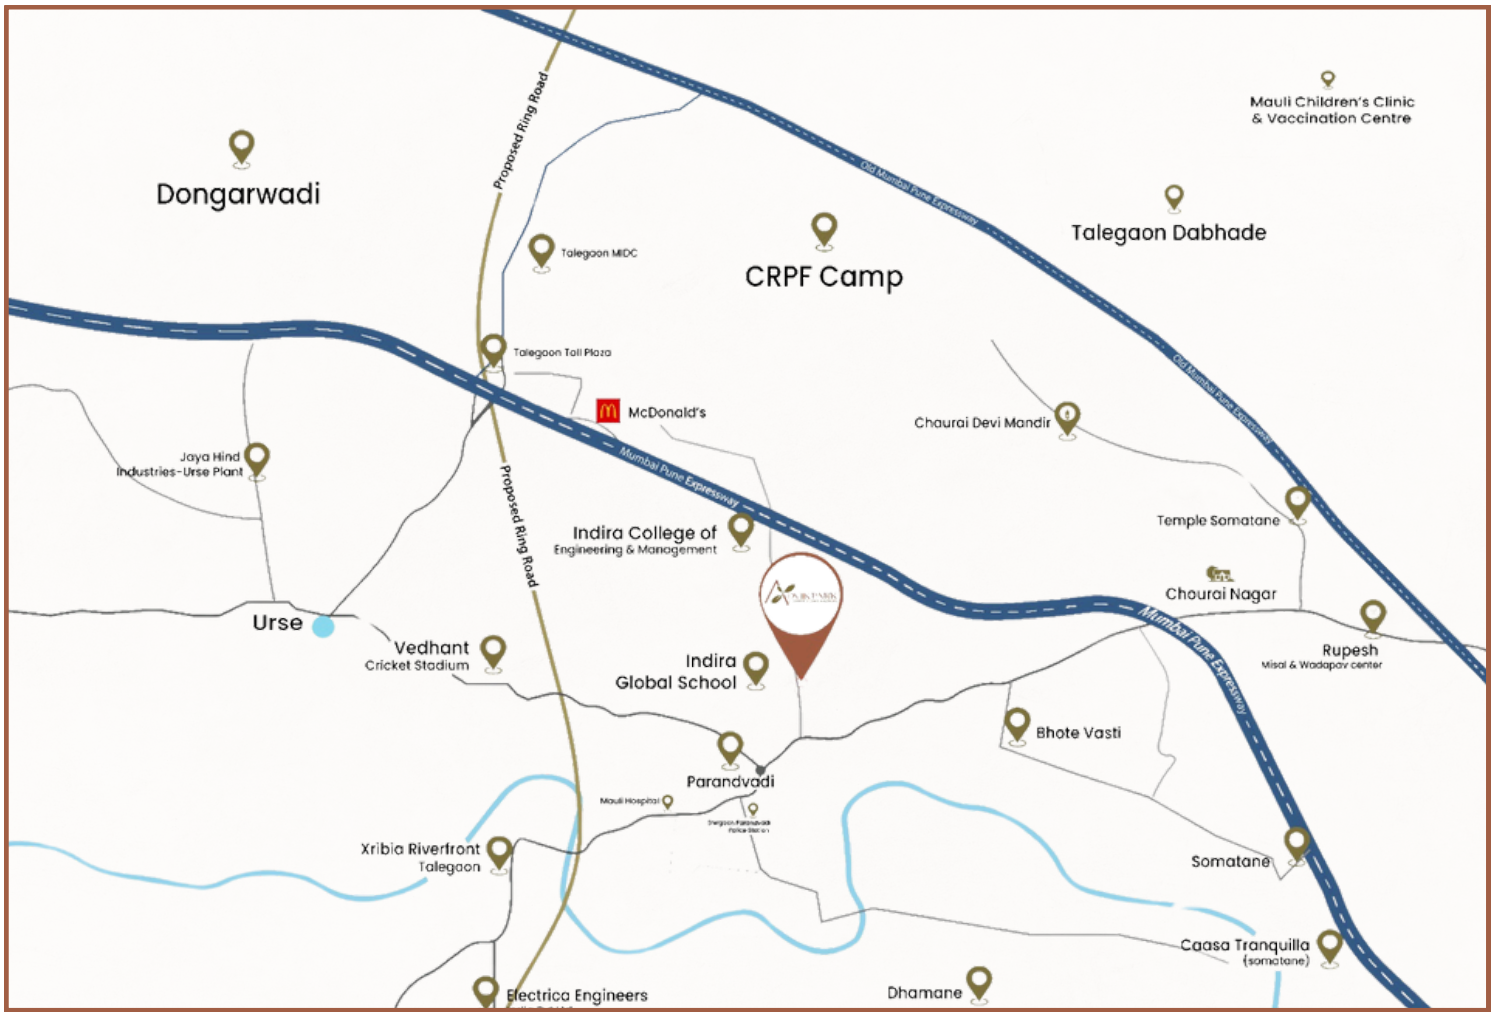 Mauli Children's Clinic
& Vaccination Centre
Proposed Ring Road
Dongarwadi
Old Mumbai Pune Expressway
Talegaon Dabhade
Talegaon MIDC
CRPF Camp
Talegaon Toll Plaza
McDonald's
Old Mumbai Pune Expressway
Chaurai Devi Mandir
Jaya Hind
Industries-Urse Plant
Mumbai Pune Expressway
Proposed Ring Road
Indira College of
Engineering & Management
Temple Somatane
Chourai Nagar
Urse
Vedhant
Cricket Stadium
Indira
Global School
Mumbai Pune Expressway
Rupesh
Misal & Wadapav center
Bhote Vasti
Parandvadi
Mauli Hospital
Parandvadi
Police Station
Xribia Riverfront
Talegaon
Somatane
Caasa Tranquilla
(somatane)
Dhamane
Electrica Engineers